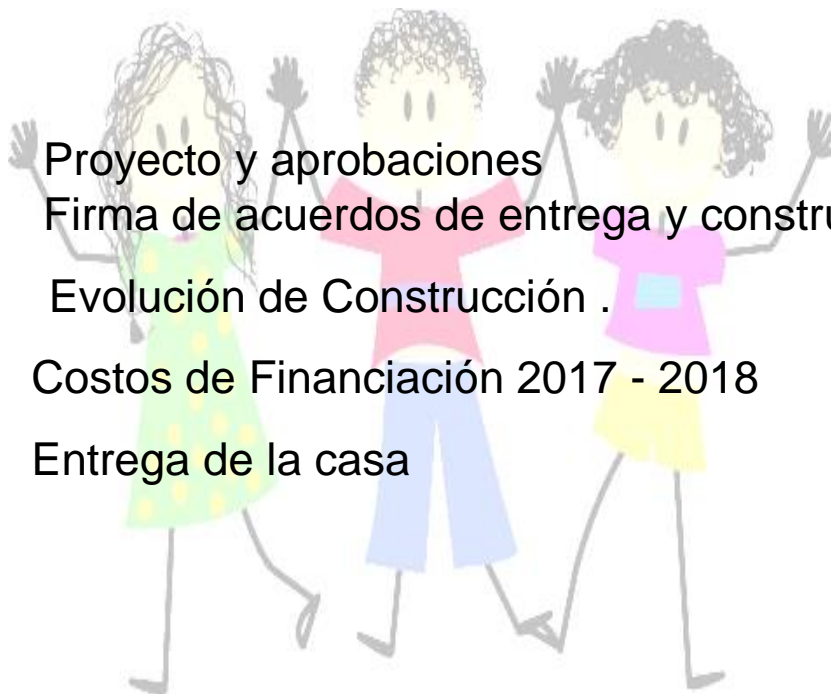 Proyecto y aprobaciones
Firma de acuerdos de entrega y constru
Evolución de Construcción .
Costos de Financiación 2017 - 2018
Entrega de la casa